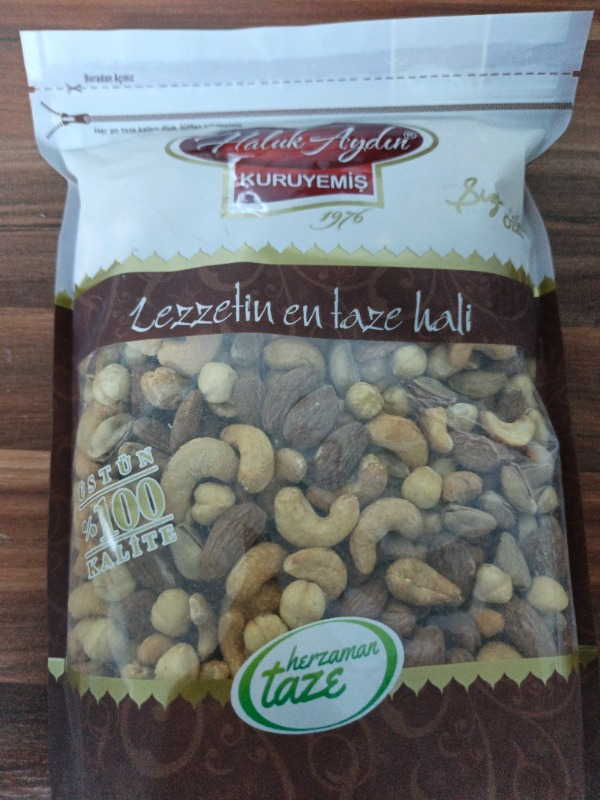 Buradan Açınız
Haluk Aydın®
KURUYEMİŞ
1976
Lezzetin en taze hali
ÜSTÜN
%100
KALİTE
herzaman
taze